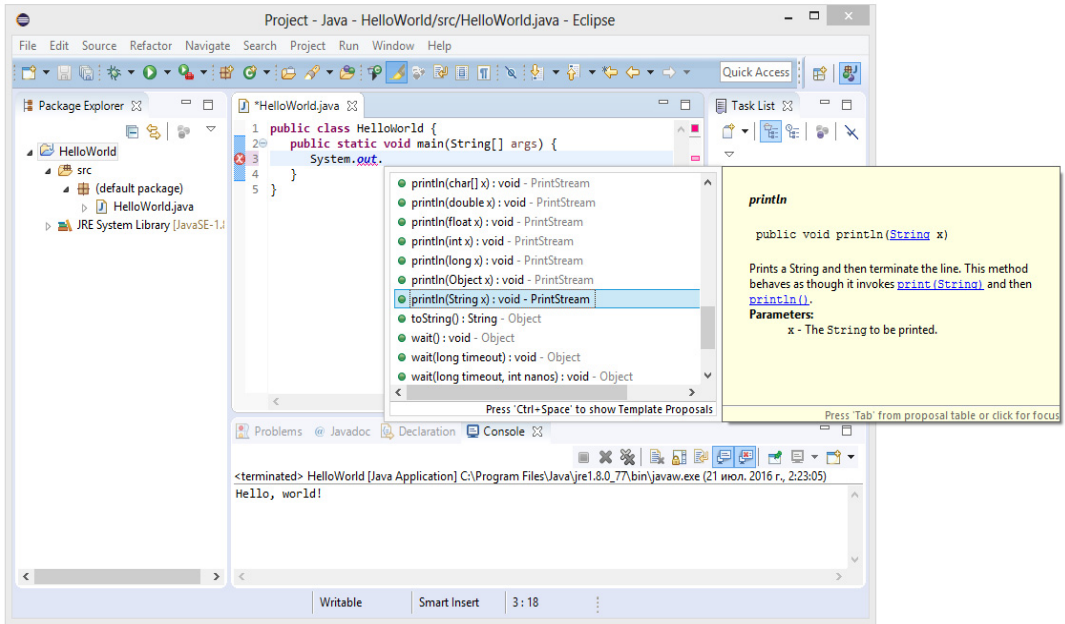 Project - Java - HelloWorld/src/HelloWorld.java - Eclipse
File Edit Source Refactor Navigate Search Project Run Window Help
Quick Access
Package Explorer
*HelloWorld.java
Task List
HelloWorld
src
(default package)
HelloWorld.java
JRE System Library [JavaSE-1.8
1 public class HelloWorld {
2 public static void main(String[] args) {
3 System.out.
4 }
5 }
println(char[] x) : void - PrintStream
println(double x) : void - PrintStream
println(float x) : void - PrintStream
println(int x) : void - PrintStream
println(long x) : void - PrintStream
println(Object x) : void - PrintStream
println(String x) : void - PrintStream
toString() : String - Object
wait() : void - Object
wait(long timeout) : void - Object
wait(long timeout, int nanos) : void - Object
Press 'Ctrl+Space' to show Template Proposals
println
public void println(String x)
Prints a String and then terminate the line. This method
behaves as though it invokes print(String) and then
println().
Parameters:
x - The String to be printed.
Press 'Tab' from proposal table or click for focus
Problems @ Javadoc Declaration Console
<terminated> HelloWorld [Java Application] C:\Program Files\Java\jre1.8.0_77\bin\javaw.exe (21 июл. 2016 г., 2:23:05)
Hello, world!
Writable Smart Insert 3 : 18